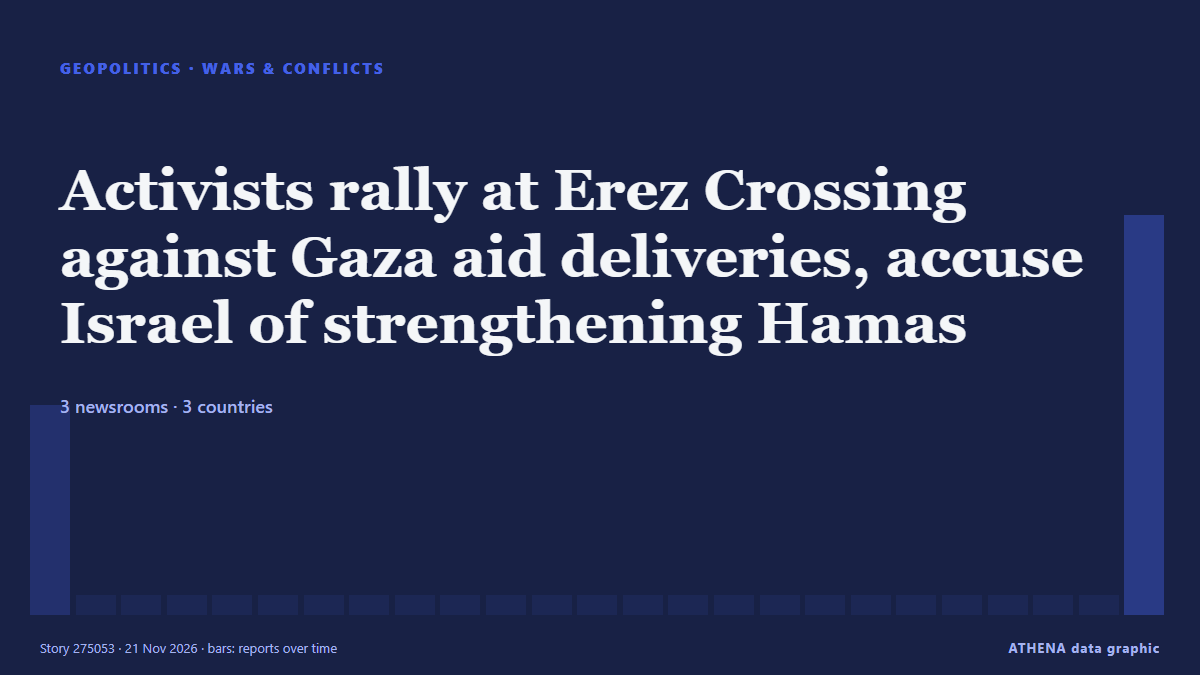 GEOPOLITICS · WARS & CONFLICTS
Activists rally at Erez Crossing
against Gaza aid deliveries, accuse
Israel of strengthening Hamas
3 newsrooms · 3 countries
Story 275053 · 21 Nov 2026 · bars: reports over time
ATHENA data graphic